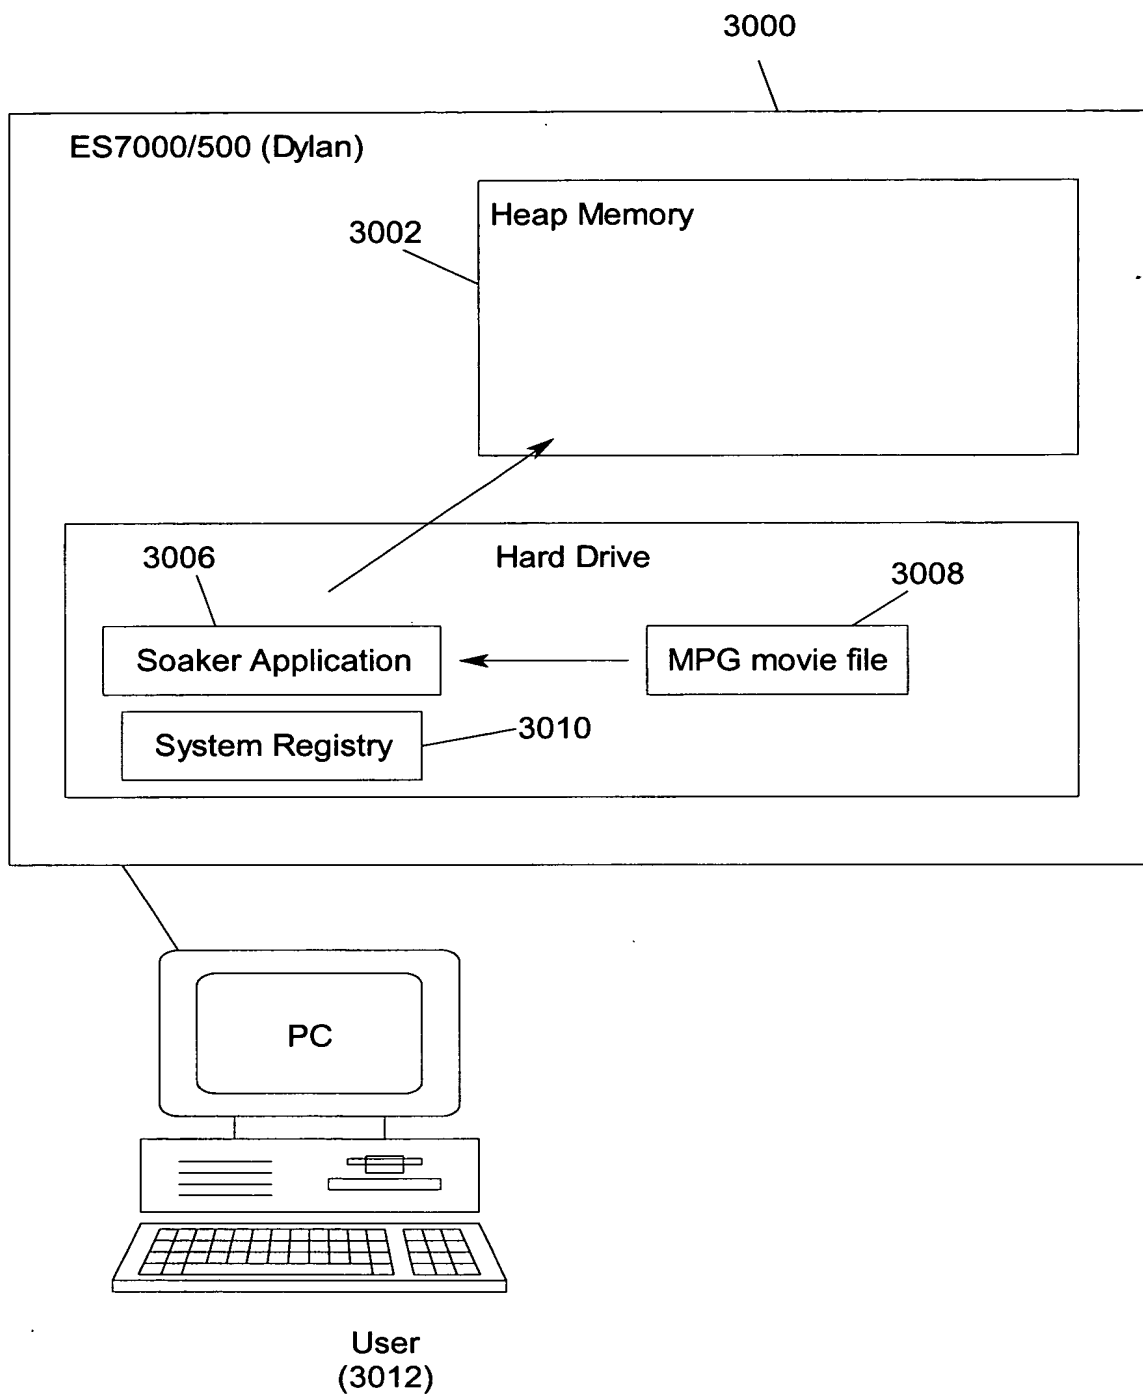 3000
ES7000/500 (Dylan)
Heap Memory
3002
Hard Drive
3006
3008
Soaker Application
MPG movie file
System Registry
3010
PC
User
(3012)